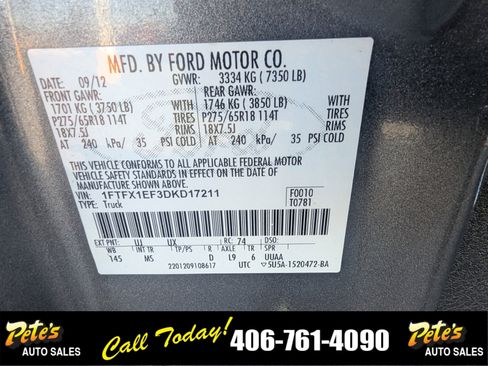 MFD. BY FORD MOTOR CO.
DATE: 09/12 GVWR: 3334 KG ( 7350 LB)
FRONT GAWR: REAR GAWR:
1701 KG ( 3750 LB) 1746 KG ( 3850 LB)
P275/65R18 114T TIRES P275/65R18 114T
18X7.5J RIMS 18X7.5J
AT 240 kPa/ 35 PSI COLD AT 240 kPa/ 35 PSI COLD
THIS VEHICLE CONFORMS TO ALL APPLICABLE FEDERAL MOTOR
VEHICLE SAFETY STANDARDS IN EFFECT ON THE DATE OF
MANUFACTURE SHOWN ABOVE.
VIN: 1FTFX1EF3DKD17211 F0010
TYPE: Truck T0781
EXT PNT: UJ UX RC: 74 DSO:
WB INT TR TP/PS R AXLE TR SPR
145 MS D L9 6 UUAA
2201209108617 UTC ▽5U5A-1520472-BA
Pete's
AUTO SALES
Call Today! 406-761-4090
Pete's
AUTO SALES